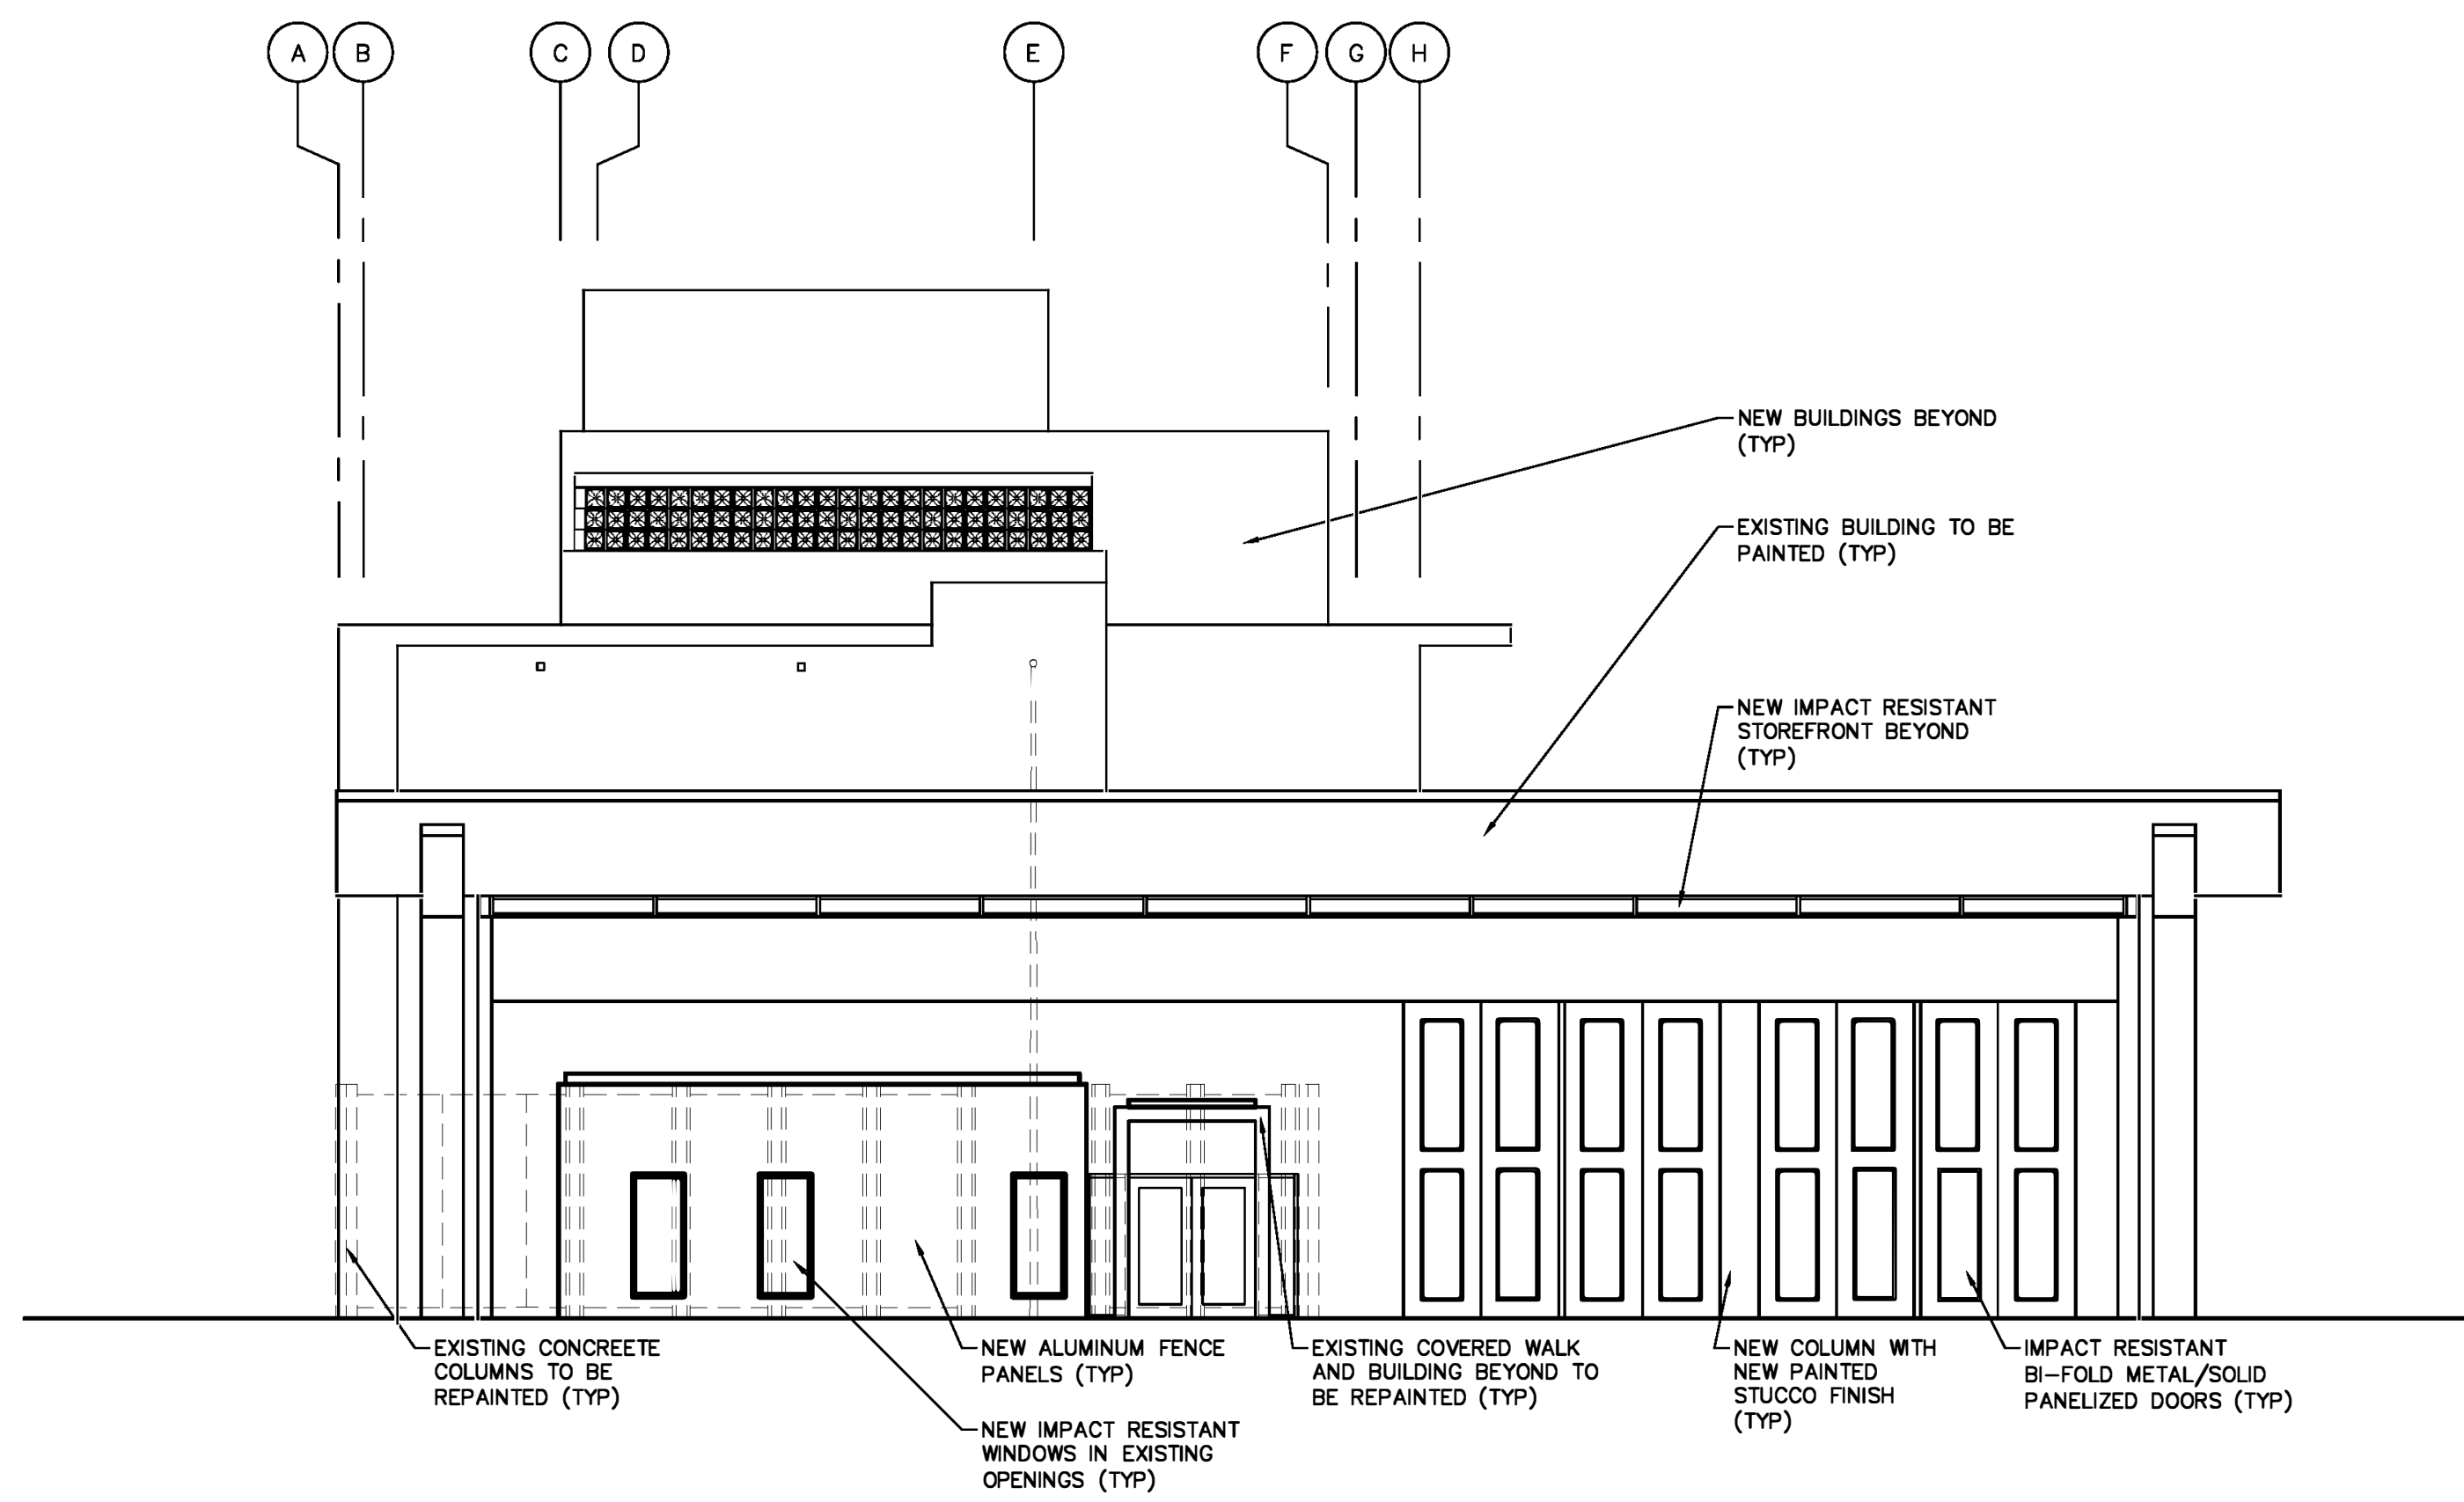 A B C D E F G H
NEW BUILDINGS BEYOND
(TYP)
EXISTING BUILDING TO BE
PAINTED (TYP)
NEW IMPACT RESISTANT
STOREFRONT BEYOND
(TYP)
EXISTING CONCREETE
COLUMNS TO BE
REPAINTED (TYP)
NEW ALUMINUM FENCE
PANELS (TYP)
NEW IMPACT RESISTANT
WINDOWS IN EXISTING
OPENINGS (TYP)
EXISTING COVERED WALK
AND BUILDING BEYOND TO
BE REPAINTED (TYP)
NEW COLUMN WITH
NEW PAINTED
STUCCO FINISH
(TYP)
IMPACT RESISTANT
BI-FOLD METAL/SOLID
PANELIZED DOORS (TYP)